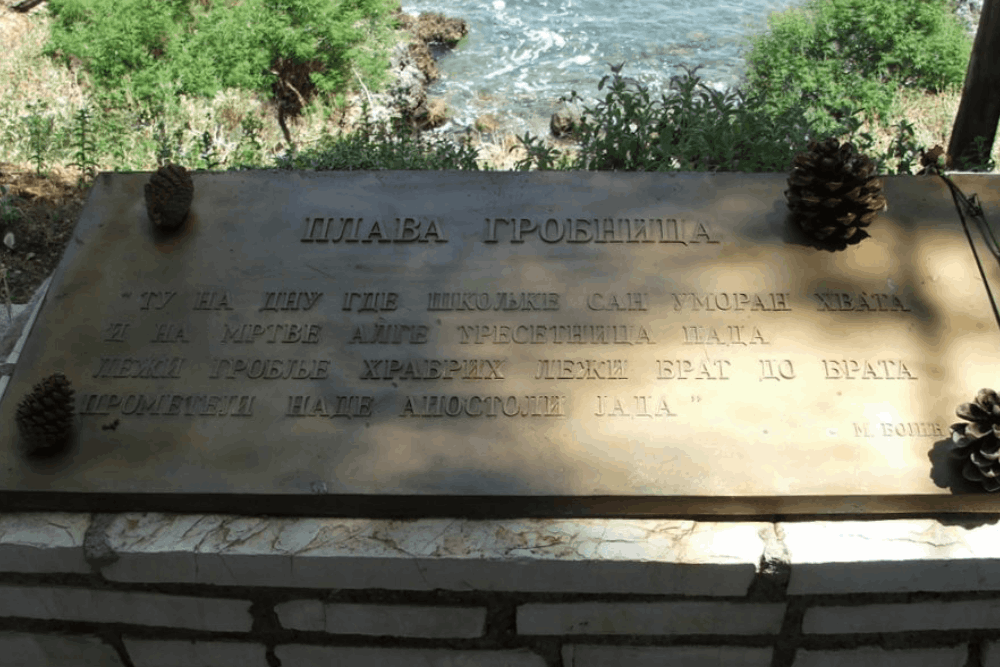 ПЛАВА ГРОБНИЦА
"ТУ НА ДНУ ГДЕ ШКОЉКЕ САН УМОРАН ХВАТА
И НА МРТВЕ АЛГЕ ТРЕСЕТНИЦА ПАДА
ЛЕЖИ ГРОБЉЕ ХРАБРИХ ЛЕЖИ БРАТ ДО БРАТА
ПРОМЕТЕЈИ НАДЕ АПОСТОЛИ ЈАДА"
М. БОЈИЋ